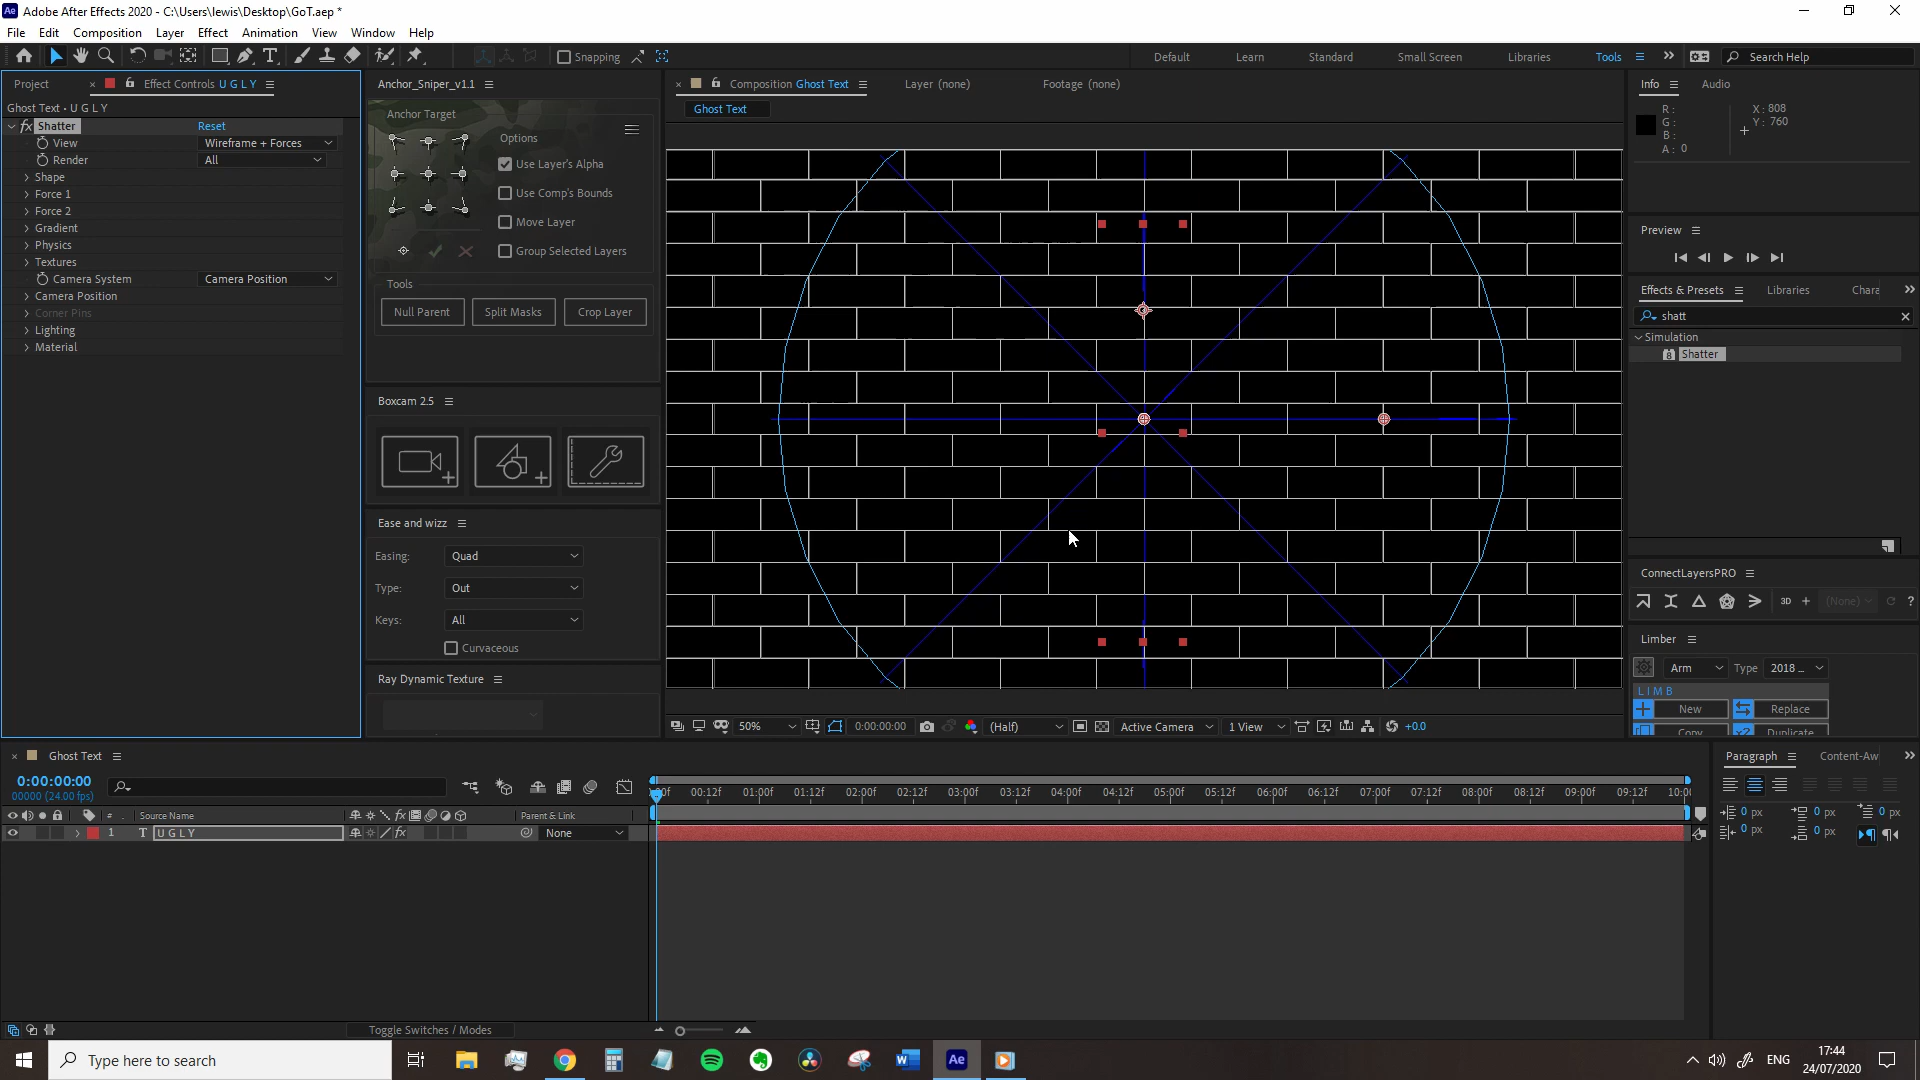 Adobe After Effects 2020 - C:\Users\lewis\Desktop\GoT.aep *
File Edit Composition Layer Effect Animation View Window Help
Snapping Default Learn Standard Small Screen Libraries Tools Search Help
Project Effect Controls U G L Y
Ghost Text • U G L Y
fx Shatter Reset
View Wireframe + Forces
Render All
Shape
Force 1
Force 2
Gradient
Physics
Textures
Camera System Camera Position
Camera Position
Corner Pins
Lighting
Material
Anchor_Sniper_v1.1
Anchor Target
Options
Use Layer's Alpha
Use Comp's Bounds
Move Layer
Group Selected Layers
Tools
Null Parent Split Masks Crop Layer
Boxcam 2.5
Ease and wizz
Easing: Quad
Type: Out
Keys: All
Curvaceous
Ray Dynamic Texture
Composition Ghost Text Layer (none) Footage (none)
Ghost Text
50% 0:00:00:00 (Half) Active Camera 1 View +0.0
Info Audio
R: X: 808
G: Y: 760
B:
A: 0
Preview
Effects & Presets Libraries Chara
shatt
Simulation
Shatter
ConnectLayersPRO
3D + (None) ?
Limber
Arm Type 2018 ...
LIMB
New Replace
Copy x2 Duplicate
Ghost Text
0:00:00:00
00000 (24.00 fps)
00:12f 01:00f 01:12f 02:00f 02:12f 03:00f 03:12f 04:00f 04:12f 05:00f 05:12f 06:00f 06:12f 07:00f 07:12f 08:00f 08:12f 09:00f 09:12f 10:00
# Source Name fx Parent & Link
1 T U G L Y fx None
Toggle Switches / Modes
Paragraph Content-Aw
0 px 0 px 0 px
0 px 0 px
Type here to search
Ae
ENG
17:44
24/07/2020